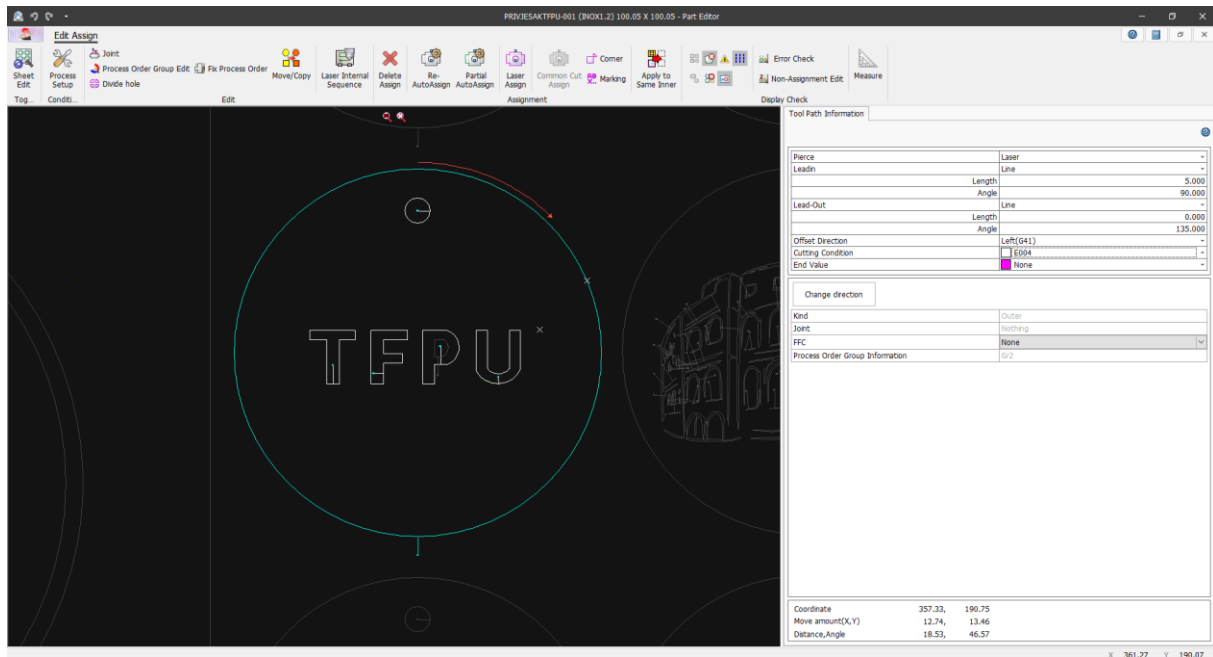 PRIVJESAKTFPU-001 (INOX1.2) 100.05 X 100.05 - Part Editor
Edit Assign
Sheet Edit
Process Setup
Joint
Process Order Group Edit
Fix Process Order
Divide hole
Move/Copy
Laser Internal Sequence
Delete Assign
Re-AutoAssign
Partial AutoAssign
Laser Assign
Common Cut Assign
Corner
Marking
Apply to Same Inner
Error Check
Non-Assignment Edit
Measure
Tog...
Conditi...
Edit
Assignment
Display Check
Tool Path Information
Pierce Laser
Leadin Line
Length 5.000
Angle 90.000
Lead-Out Line
Length 0.000
Angle 135.000
Offset Direction Left(G41)
Cutting Condition E004
End Value None
Change direction
Kind Outer
Joint Nothing
FFC None
Process Order Group Information Gr2
TFPU
Coordinate 357.33, 190.75
Move amount(X,Y) 12.74, 13.46
Distance,Angle 18.53, 46.57
X 361.27 Y 190.07